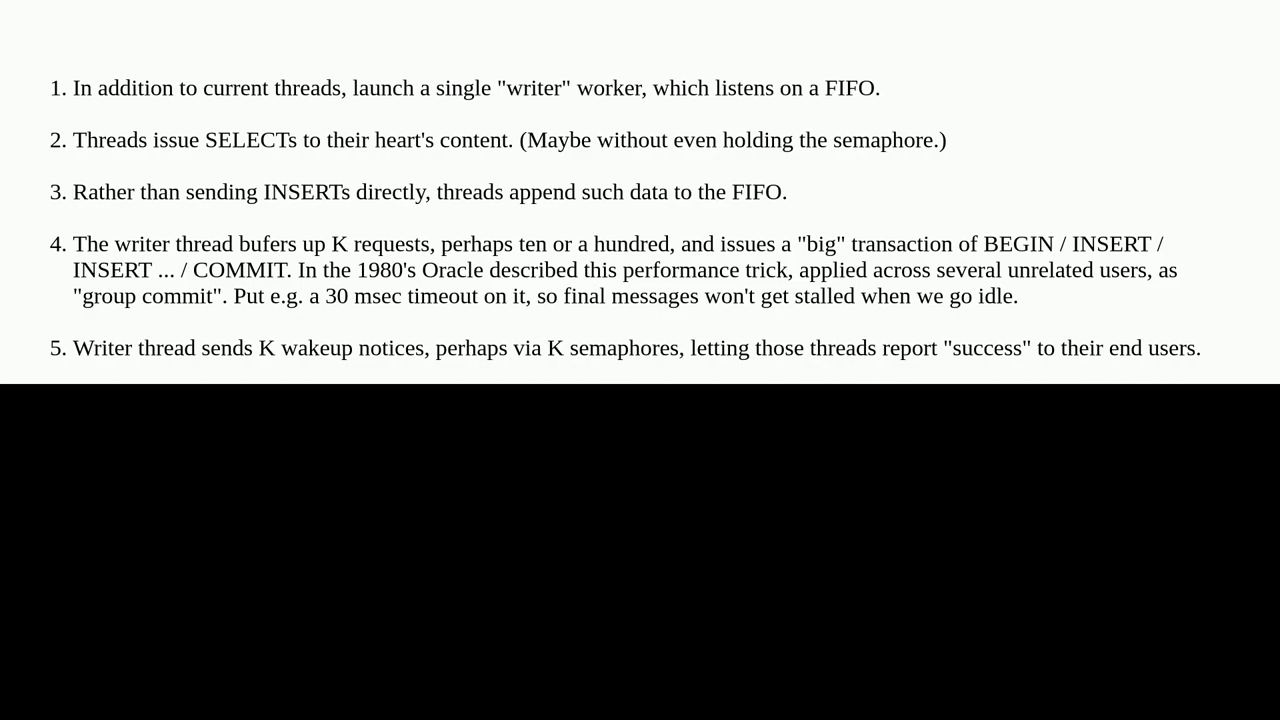 1. In addition to current threads, launch a single "writer" worker, which listens on a FIFO.
2. Threads issue SELECTs to their heart's content. (Maybe without even holding the semaphore.)
3. Rather than sending INSERTs directly, threads append such data to the FIFO.
4. The writer thread bufers up K requests, perhaps ten or a hundred, and issues a "big" transaction of BEGIN / INSERT /
INSERT ... / COMMIT. In the 1980's Oracle described this performance trick, applied across several unrelated users, as
"group commit". Put e.g. a 30 msec timeout on it, so final messages won't get stalled when we go idle.
5. Writer thread sends K wakeup notices, perhaps via K semaphores, letting those threads report "success" to their end users.